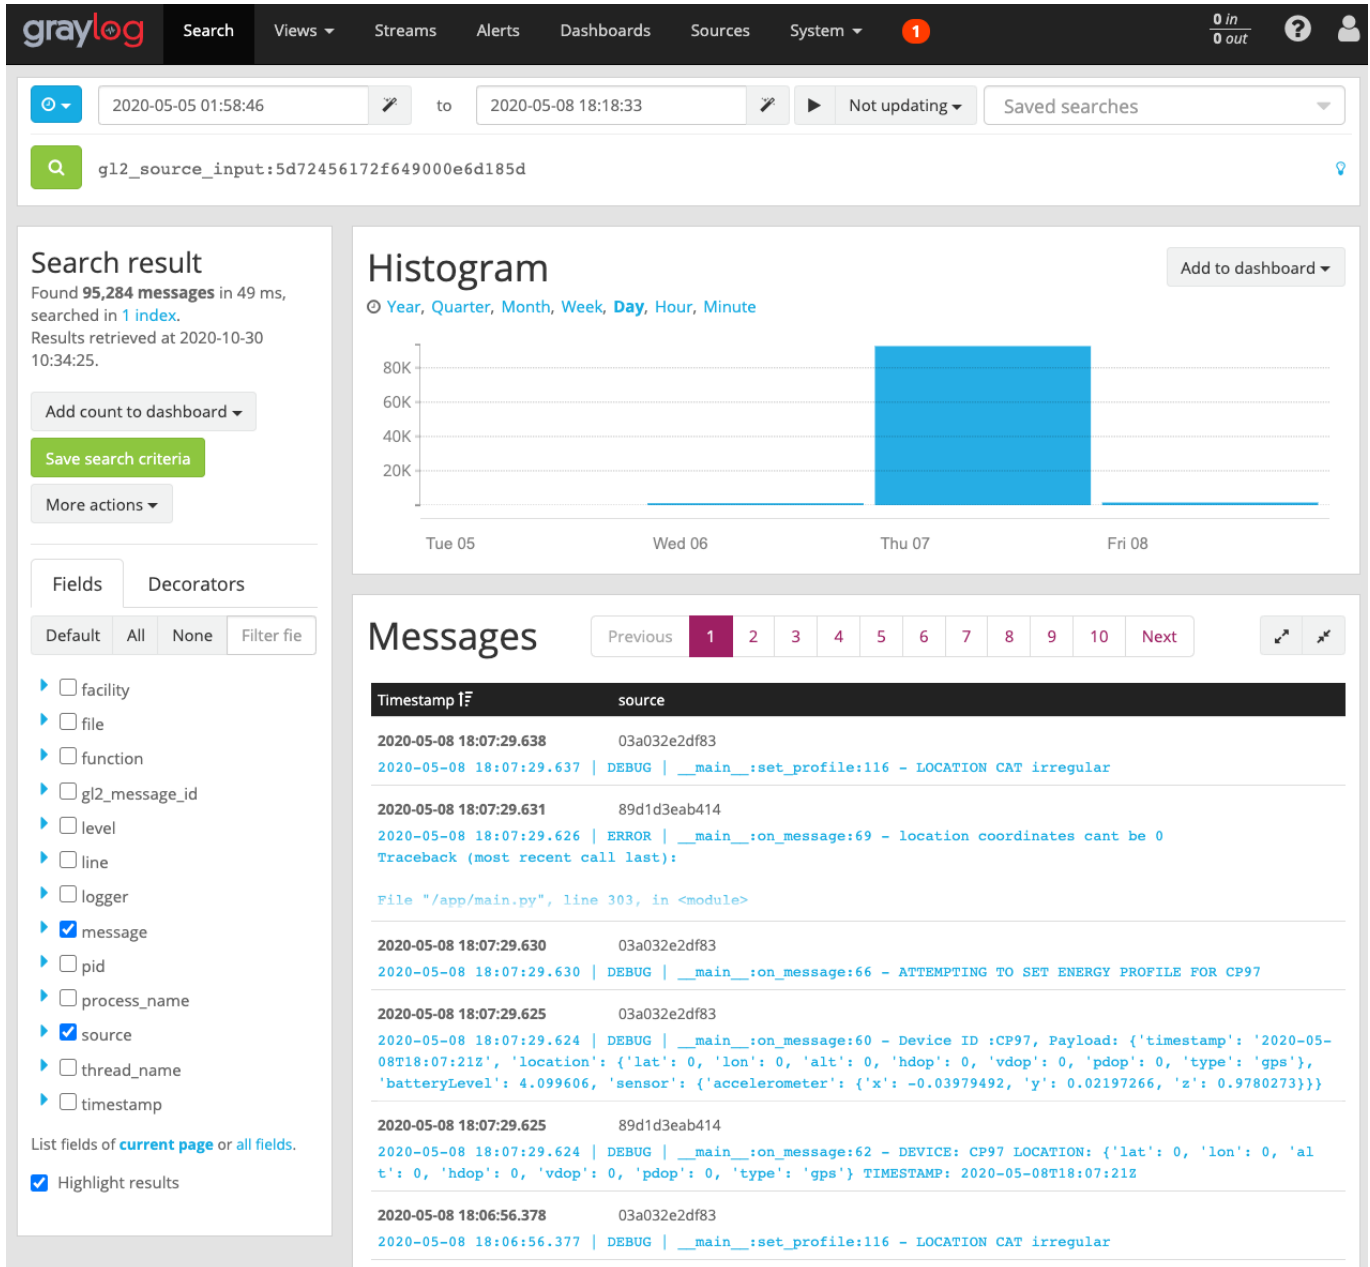 graylog Search Views Streams Alerts Dashboards Sources System 1 0 in
0 out
2020-05-05 01:58:46 to 2020-05-08 18:18:33 Not updating Saved searches
gl2_source_input:5d72456172f649000e6d185d
Search result
Found 95,284 messages in 49 ms,
searched in 1 index.
Results retrieved at 2020-10-30
10:34:25.
Add count to dashboard
Save search criteria
More actions
Fields Decorators
Default All None Filter fie
facility
file
function
gl2_message_id
level
line
logger
message
pid
process_name
source
thread_name
timestamp
List fields of current page or all fields.
Highlight results
Histogram
Add to dashboard
Year, Quarter, Month, Week, Day, Hour, Minute
80K
60K
40K
20K
Tue 05 Wed 06 Thu 07 Fri 08
Messages
Previous 1 2 3 4 5 6 7 8 9 10 Next
Timestamp source
2020-05-08 18:07:29.638 03a032e2df83
2020-05-08 18:07:29.637 | DEBUG | __main__:set_profile:116 - LOCATION CAT irregular
2020-05-08 18:07:29.631 89d1d3eab414
2020-05-08 18:07:29.626 | ERROR | __main__:on_message:69 - location coordinates cant be 0
Traceback (most recent call last):
File "/app/main.py", line 303, in <module>
2020-05-08 18:07:29.630 03a032e2df83
2020-05-08 18:07:29.630 | DEBUG | __main__:on_message:66 - ATTEMPTING TO SET ENERGY PROFILE FOR CP97
2020-05-08 18:07:29.625 03a032e2df83
2020-05-08 18:07:29.624 | DEBUG | __main__:on_message:60 - Device ID :CP97, Payload: {'timestamp': '2020-05-
08T18:07:21Z', 'location': {'lat': 0, 'lon': 0, 'alt': 0, 'hdop': 0, 'vdop': 0, 'pdop': 0, 'type': 'gps'},
'batteryLevel': 4.099606, 'sensor': {'accelerometer': {'x': -0.03979492, 'y': 0.02197266, 'z': 0.9780273}}}
2020-05-08 18:07:29.625 89d1d3eab414
2020-05-08 18:07:29.624 | DEBUG | __main__:on_message:62 - DEVICE: CP97 LOCATION: {'lat': 0, 'lon': 0, 'al
t': 0, 'hdop': 0, 'vdop': 0, 'pdop': 0, 'type': 'gps'} TIMESTAMP: 2020-05-08T18:07:21Z
2020-05-08 18:06:56.378 03a032e2df83
2020-05-08 18:06:56.377 | DEBUG | __main__:set_profile:116 - LOCATION CAT irregular